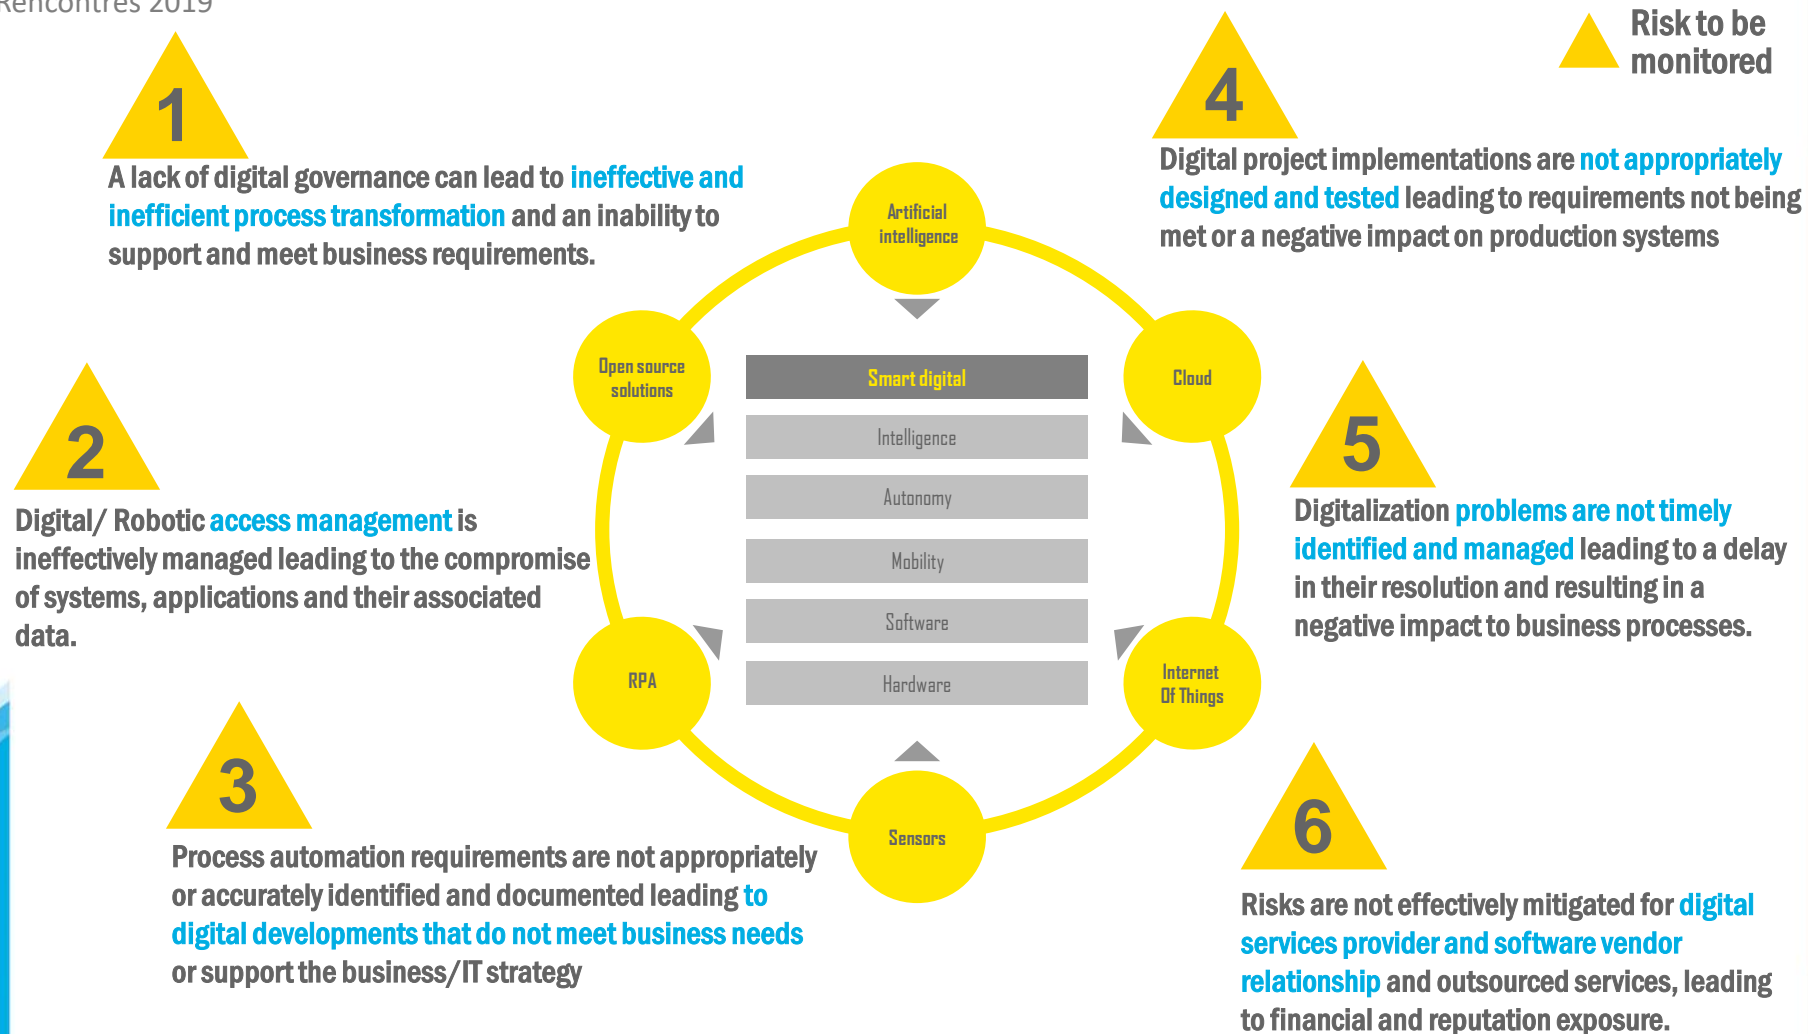 Rencontres 2019
Risk to be
monitored
1
A lack of digital governance can lead to ineffective and
inefficient process transformation and an inability to
support and meet business requirements.
2
Digital/ Robotic access management is
ineffectively managed leading to the compromise
of systems, applications and their associated
data.
3
Process automation requirements are not appropriately
or accurately identified and documented leading to
digital developments that do not meet business needs
or support the business/IT strategy
Artificial
intelligence
Open source
solutions
Cloud
Smart digital
Intelligence
Autonomy
Mobility
Software
Hardware
RPA
Internet
Of Things
Sensors
4
Digital project implementations are not appropriately
designed and tested leading to requirements not being
met or a negative impact on production systems
5
Digitalization problems are not timely
identified and managed leading to a delay
in their resolution and resulting in a
negative impact to business processes.
6
Risks are not effectively mitigated for digital
services provider and software vendor
relationship and outsourced services, leading
to financial and reputation exposure.